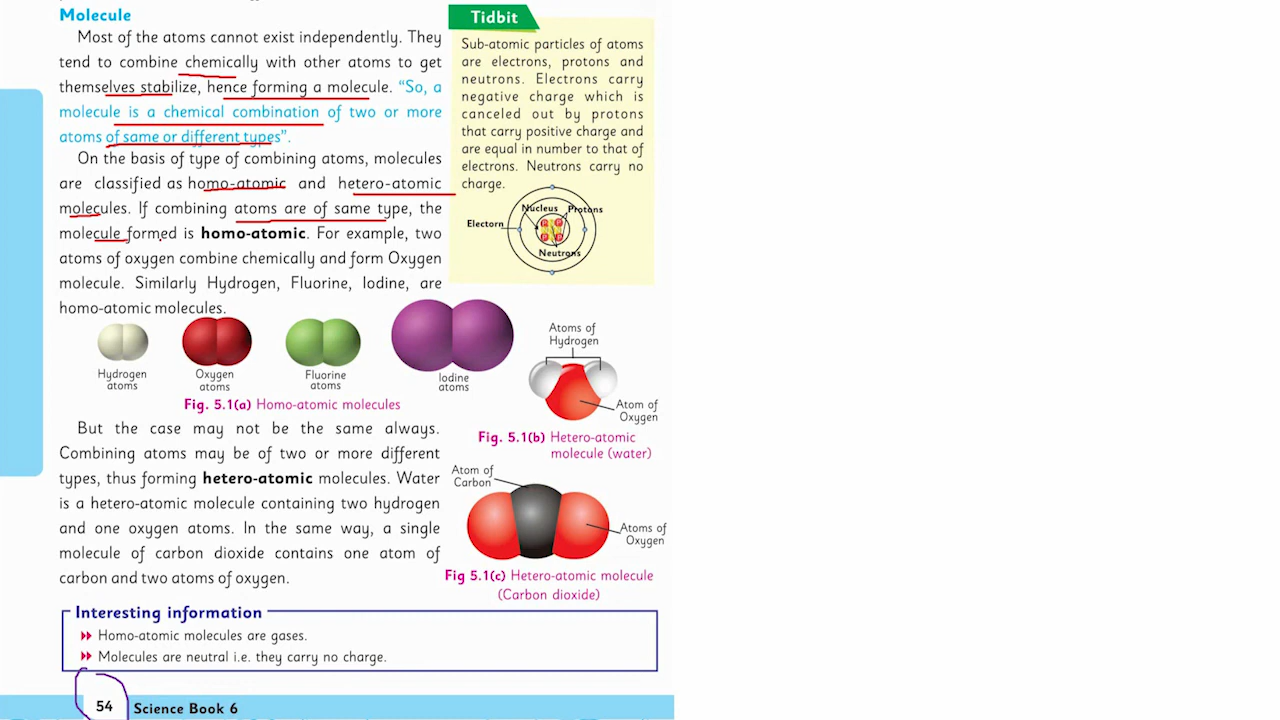 Molecule
Most of the atoms cannot exist independently. They
tend to combine chemically with other atoms to get
themselves stabilize, hence forming a molecule. “So, a
molecule is a chemical combination of two or more
atoms of same or different types”.
On the basis of type of combining atoms, molecules
are classified as homo-atomic and hetero-atomic
molecules. If combining atoms are of same type, the
molecule formed is homo-atomic. For example, two
atoms of oxygen combine chemically and form Oxygen
molecule. Similarly Hydrogen, Fluorine, Iodine, are
homo-atomic molecules.
Tidbit
Sub-atomic particles of atoms
are electrons, protons and
neutrons. Electrons carry
negative charge which is
canceled out by protons
that carry positive charge and
are equal in number to that of
electrons. Neutrons carry no
charge.
Nucleus
Protons
Electorn
P P
P P
Neutrons
Hydrogen
atoms
Oxygen
atoms
Fluorine
atoms
Iodine
atoms
Fig. 5.1(a) Homo-atomic molecules
Atoms of
Hydrogen
Atom of
Oxygen
Fig. 5.1(b) Hetero-atomic
molecule (water)
But the case may not be the same always.
Combining atoms may be of two or more different
types, thus forming hetero-atomic molecules. Water
is a hetero-atomic molecule containing two hydrogen
and one oxygen atoms. In the same way, a single
molecule of carbon dioxide contains one atom of
carbon and two atoms of oxygen.
Atom of
Carbon
Atoms of
Oxygen
Fig 5.1(c) Hetero-atomic molecule
(Carbon dioxide)
Interesting information
Homo-atomic molecules are gases.
Molecules are neutral i.e. they carry no charge.
54 Science Book 6